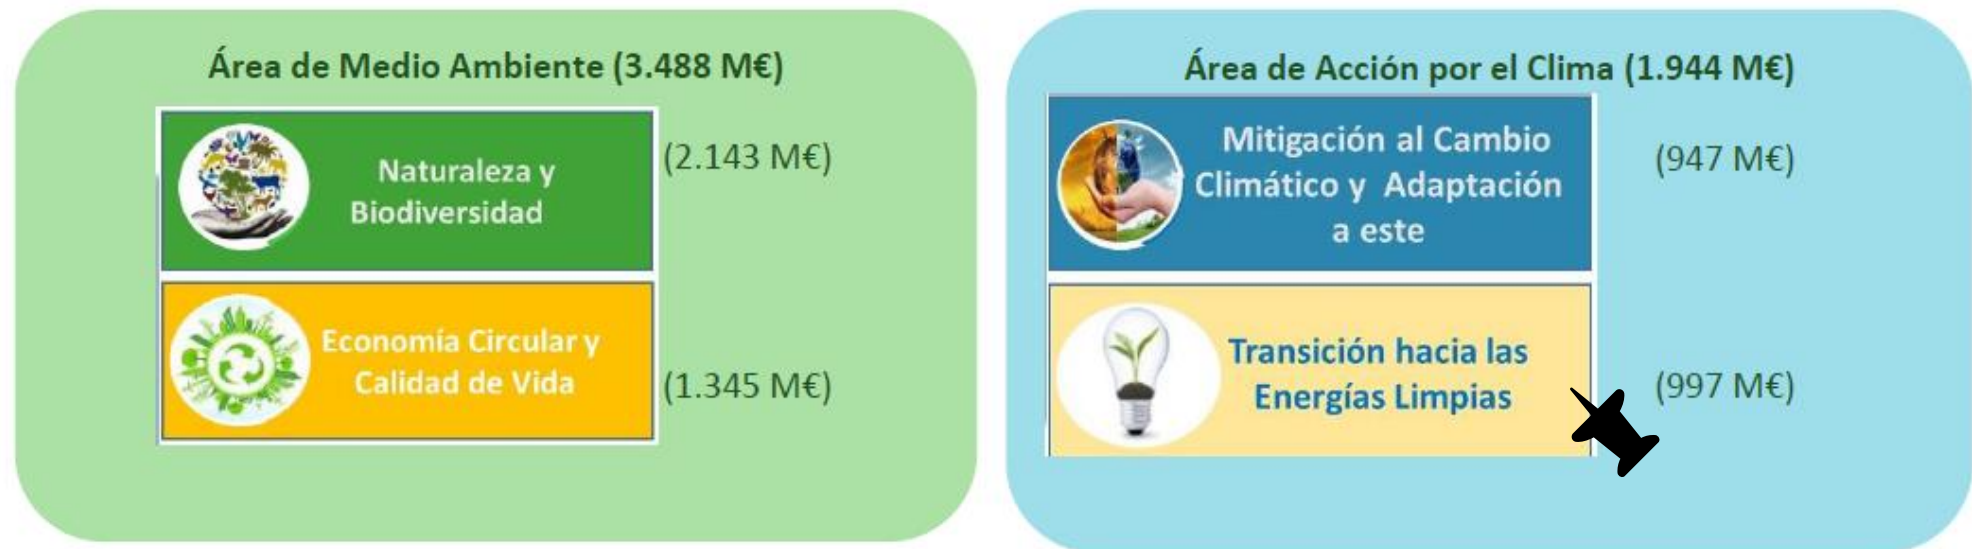 Área de Medio Ambiente (3.488 M€)
Naturaleza y
Biodiversidad
(2.143 M€)
Economía Circular y
Calidad de Vida
(1.345 M€)
Área de Acción por el Clima (1.944 M€)
Mitigación al Cambio
Climático y Adaptación
a este
(947 M€)
Transición hacia las
Energías Limpias
(997 M€)